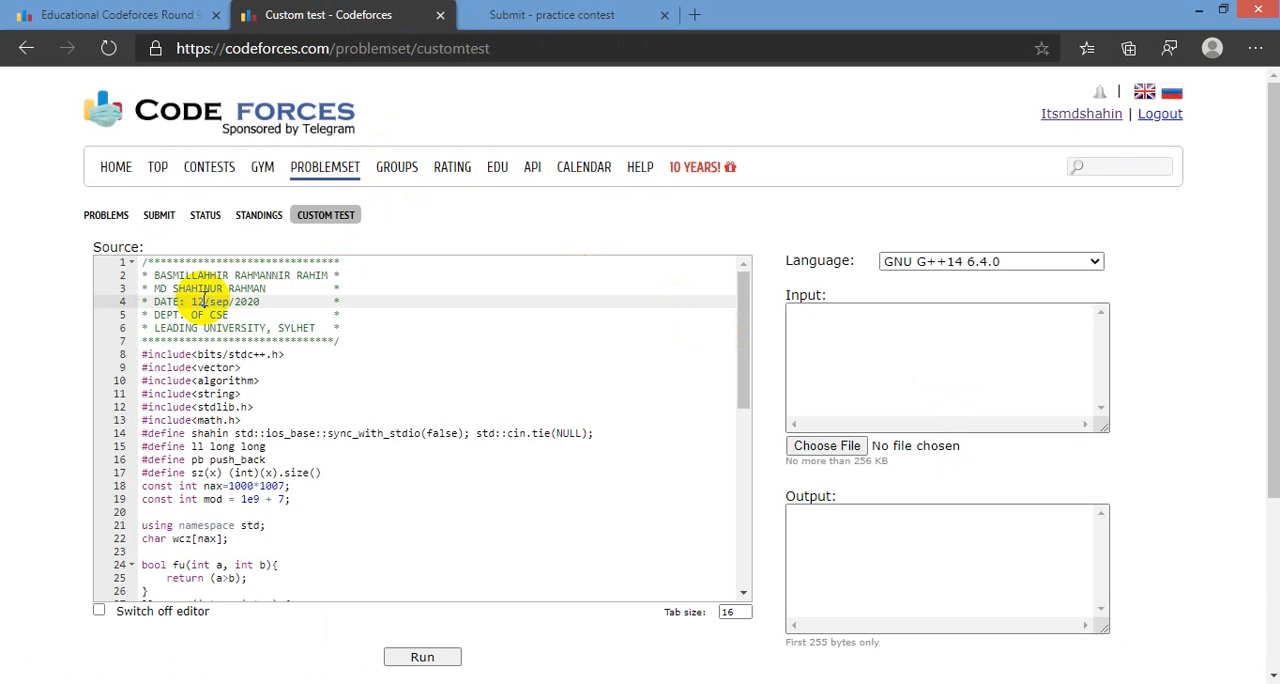 Educational Codeforces Round 9
Custom test - Codeforces
Submit - practice contest
https://codeforces.com/problemset/customtest
CODE FORCES
Sponsored by Telegram
Itsmdshahin | Logout
HOME TOP CONTESTS GYM PROBLEMSET GROUPS RATING EDU API CALENDAR HELP 10 YEARS!
PROBLEMS SUBMIT STATUS STANDINGS CUSTOM TEST
Source:
1 /*******************************
2 * BASMILLAHHIR RAHMANNIR RAHIM *
3 * MD SHAHINUR RAHMAN
4 * DATE: 12/sep/2020 *
5 * DEPT. OF CSE *
6 * LEADING UNIVERSITY, SYLHET *
7 *******************************/
8 #include<bits/stdc++.h>
9 #include<vector>
10 #include<algorithm>
11 #include<string>
12 #include<stdlib.h>
13 #include<math.h>
14 #define shahin std::ios_base::sync_with_stdio(false); std::cin.tie(NULL);
15 #define ll long long
16 #define pb push_back
17 #define sz(x) (int)(x).size()
18 const int nax=1000*1007;
19 const int mod = 1e9 + 7;
20
21 using namespace std;
22 char wcz[nax];
23
24 bool fu(int a, int b){
25 return (a>b);
26 }
Switch off editor
Tab size: 16
Run
Language: GNU G++14 6.4.0
Input:
Choose File No file chosen
No more than 256 KB
Output:
First 255 bytes only